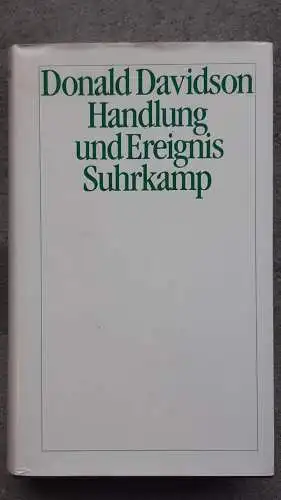 Donald Davidson
Handlung
und Ereignis
Suhrkamp